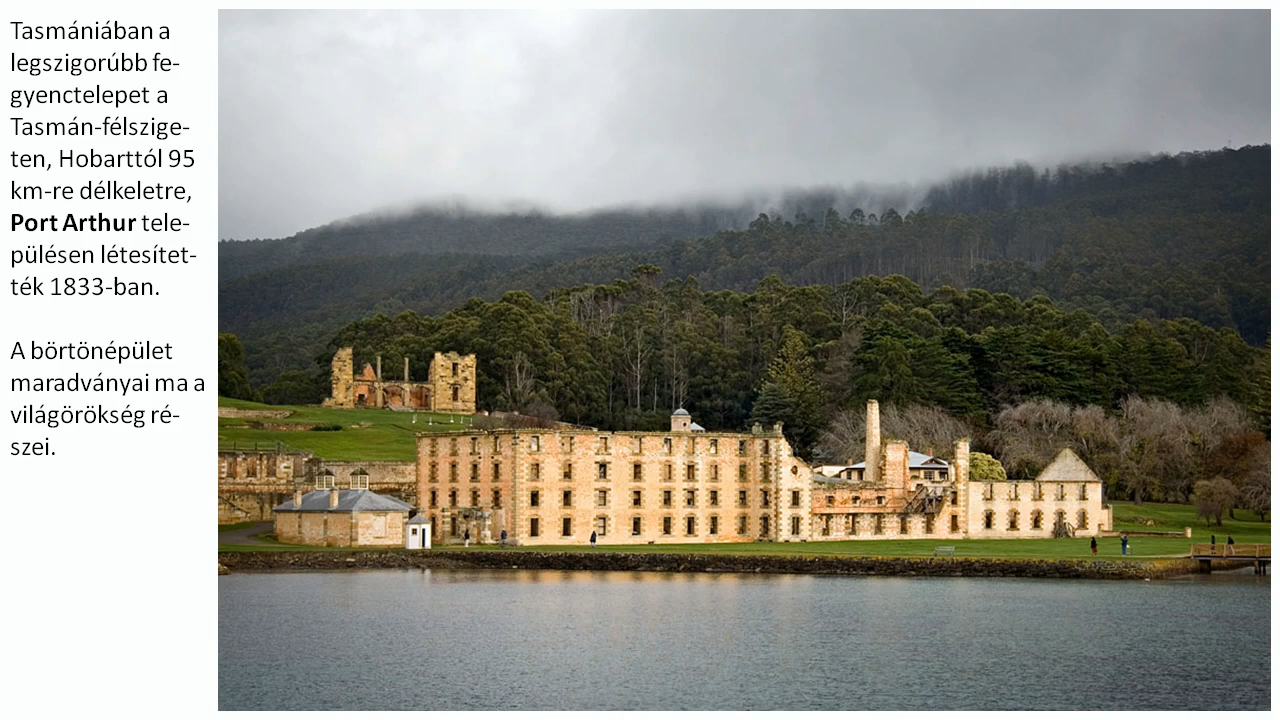 Tasmániában a
legszigorúbb fe-
gyenctelepet a
Tasmán-félszige-
ten, Hobarttól 95
km-re délkeletre,
Port Arthur tele-
pülésen létesítet-
ték 1833-ban.
A börtönépület
maradványai ma a
világörökség ré-
szei.